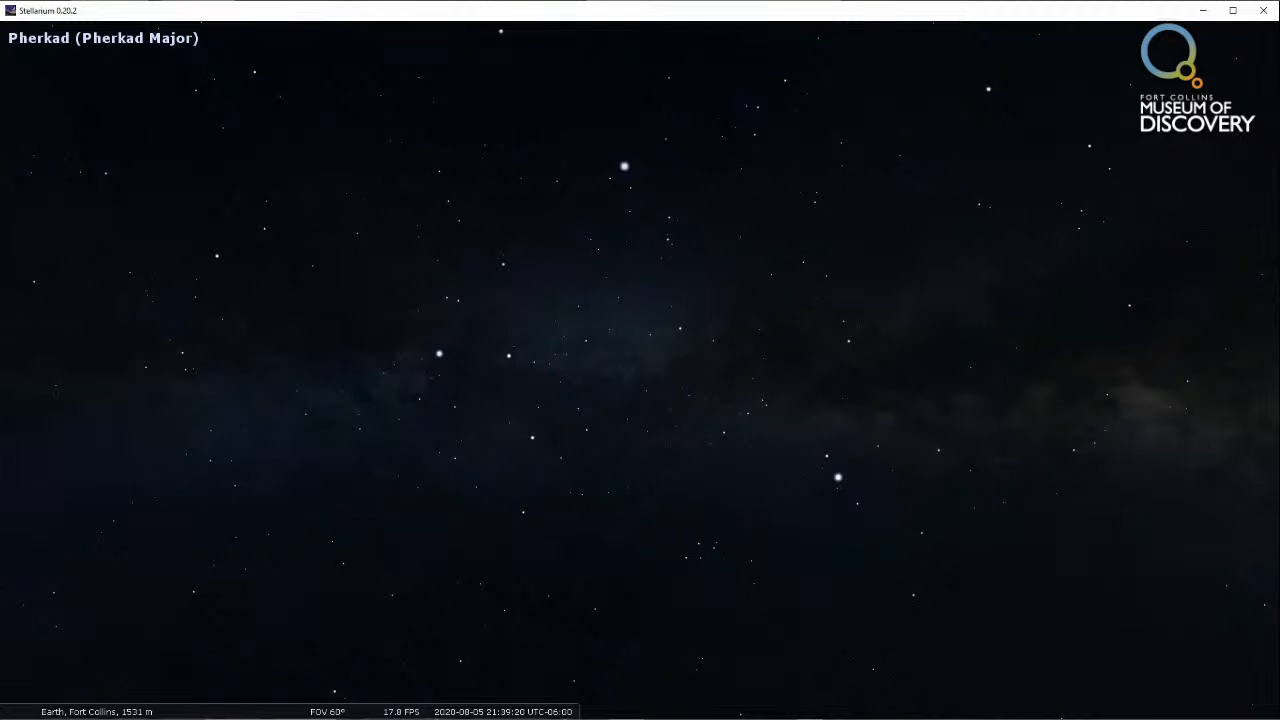 Stellarium 0.20.2
Pherkad (Pherkad Major)
FORT COLLINS
MUSEUM OF
DISCOVERY
Earth, Fort Collins, 1531 m FOV 60° 17.8 FPS 2020-08-05 21:39:20 UTC-06:00